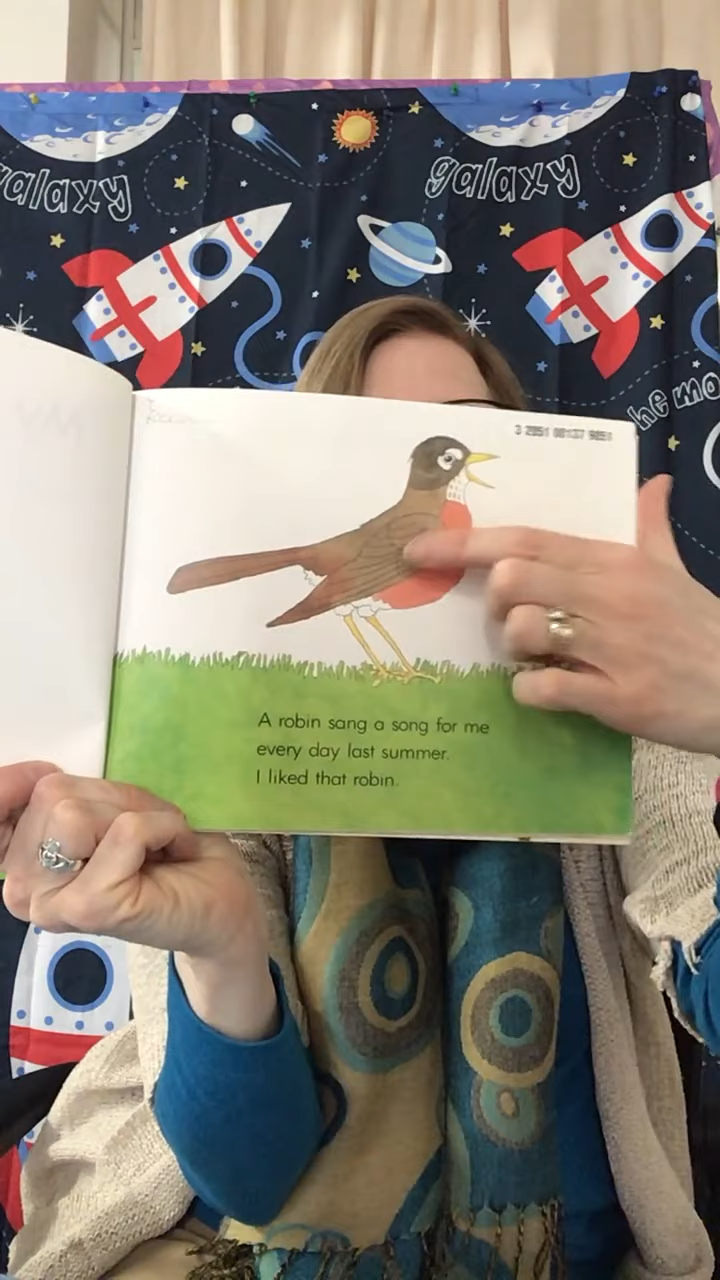 galaxy
galaxy
he mo
3 2951 00137 9851
A robin sang a song for me
every day last summer.
I liked that robin.